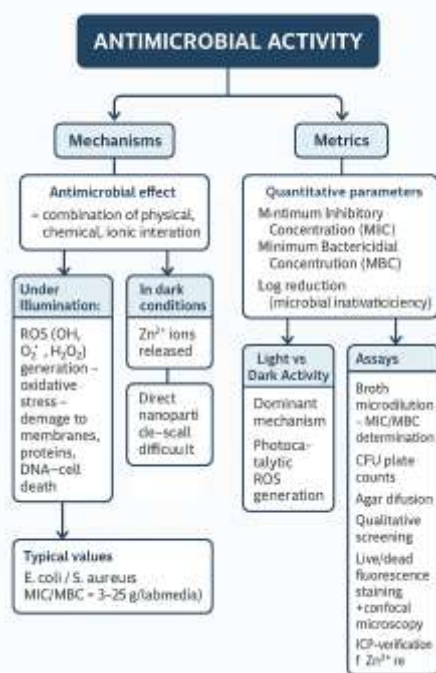 ANTIMICROBIAL ACTIVITY
Mechanisms
Antimicrobial effect
= combination of physical,
chemical, ionic interation
Under
Illumination:
ROS (OH,
O₂⁻, H₂O₂)
generation –
oxidative
stress –
damage to
membranes,
proteins,
DNA–cell
death
In dark
conditions
Zn²⁺ ions
released
Direct
nanoparti
cle–scall
difficuult
Typical values
E. coli / S. aureus
MIC/MBC = 3–25 g/labmedia)
Metrics
Quantitative parameters
M-ntimum Inhibitory
Concentration (MIIC)
Minimum Bactericidial
Concentrution (MBC)
Log reduction
(microbial inativaticiency)
Light vs
Dark Activity
Dominant
mechanism
Photoca-
talytic
ROS
generation
Assays
Broth
microdilution
– MIC/MBC
determination
CFU plate
counts
Agar difusion
Qualitative
screening
Live/dead
fluorescence
staining
+confocal
microscopy
ICP-verification
f Zn²⁺ re